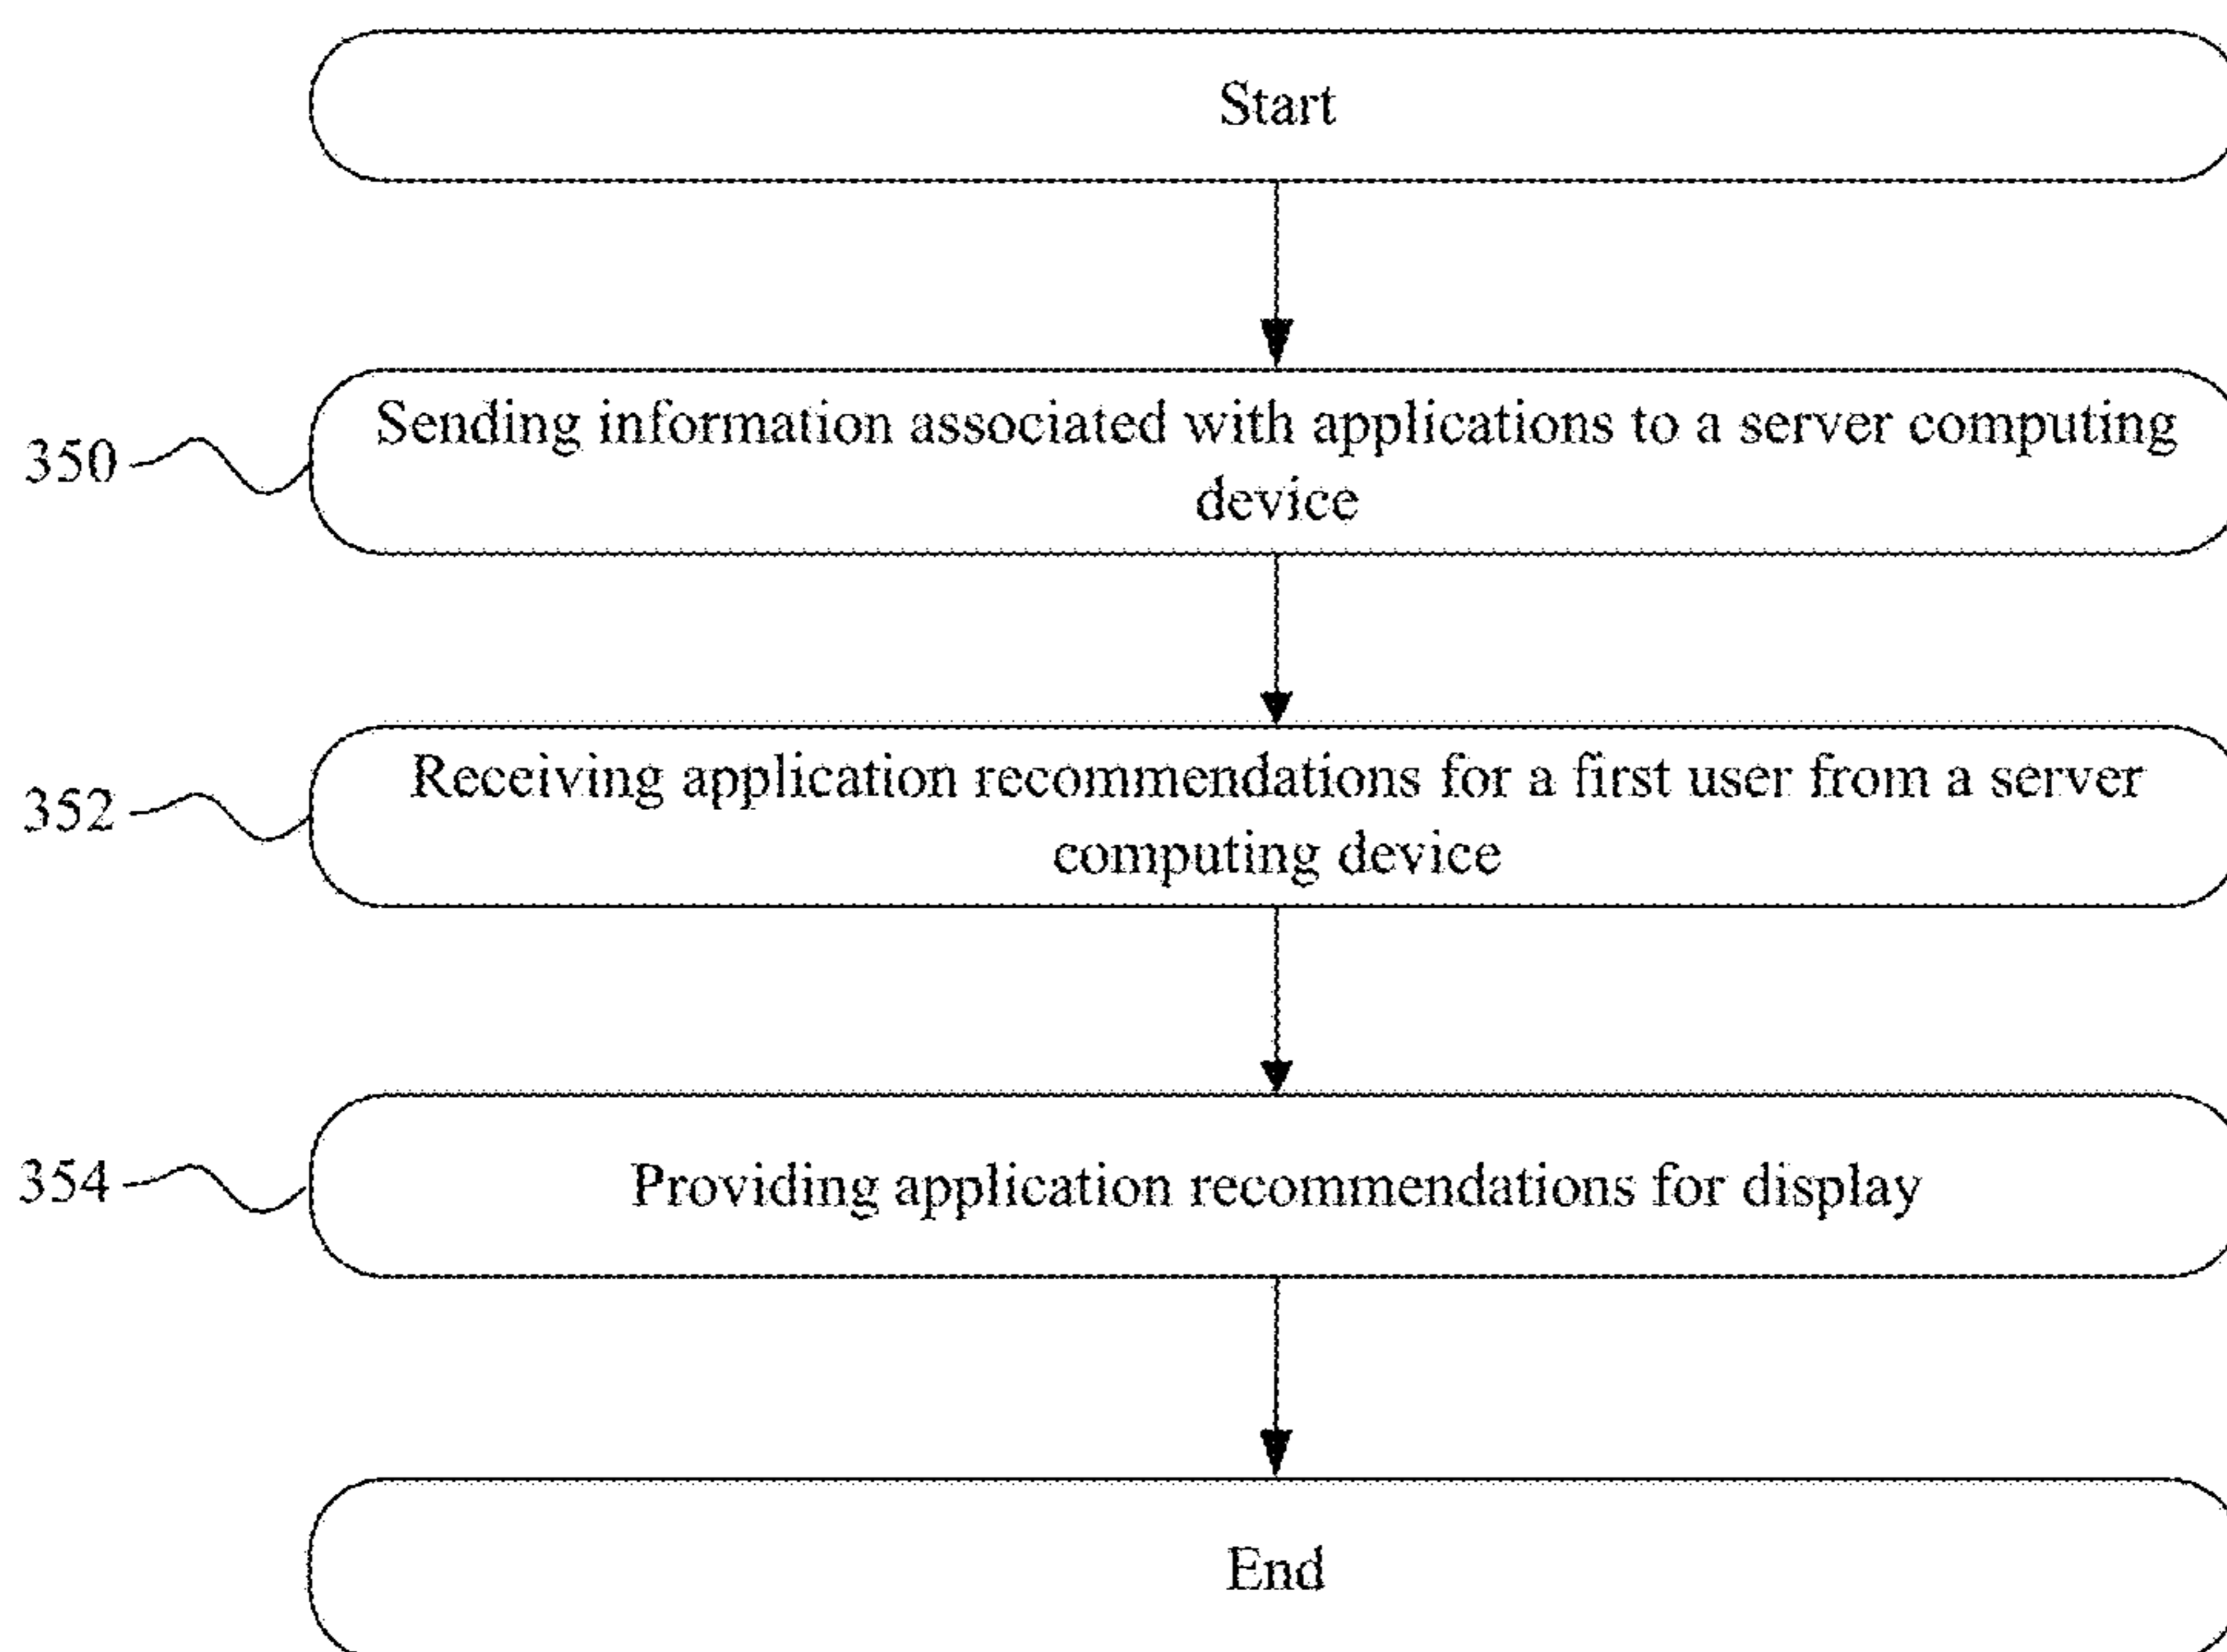 Start
350
Sending information associated with applications to a server computing
device
352
Receiving application recommendations for a first user from a server
computing device
354
Providing application recommendations for display
End